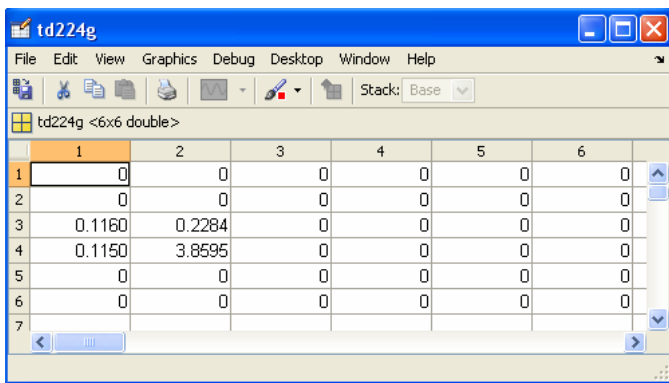 td224g
File Edit View Graphics Debug Desktop Window Help
Stack: Base
td224g <6x6 double>
1 2 3 4 5 6
1 0 0 0 0 0 0
2 0 0 0 0 0 0
3 0.1160 0.2284 0 0 0 0
4 0.1150 3.8595 0 0 0 0
5 0 0 0 0 0 0
6 0 0 0 0 0 0
7